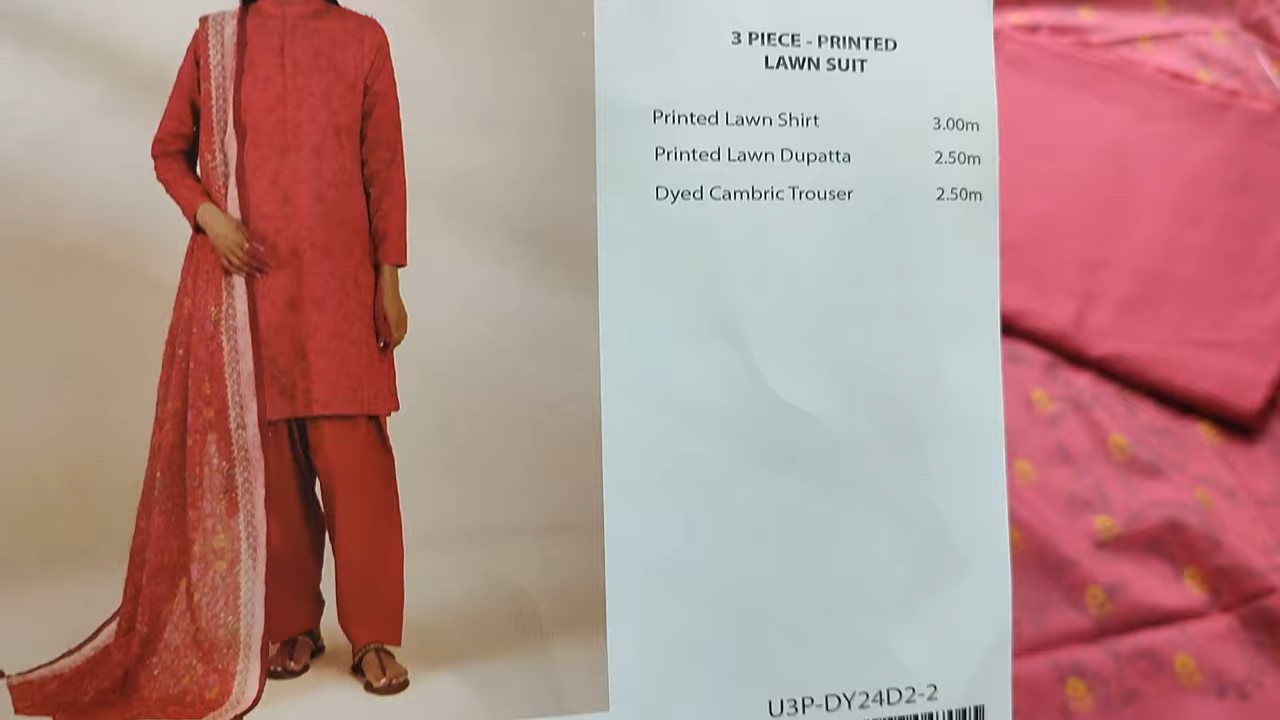 3 PIECE - PRINTED
LAWN SUIT
Printed Lawn Shirt 3.00m
Printed Lawn Dupatta 2.50m
Dyed Cambric Trouser 2.50m
U3P-DY24D2-2